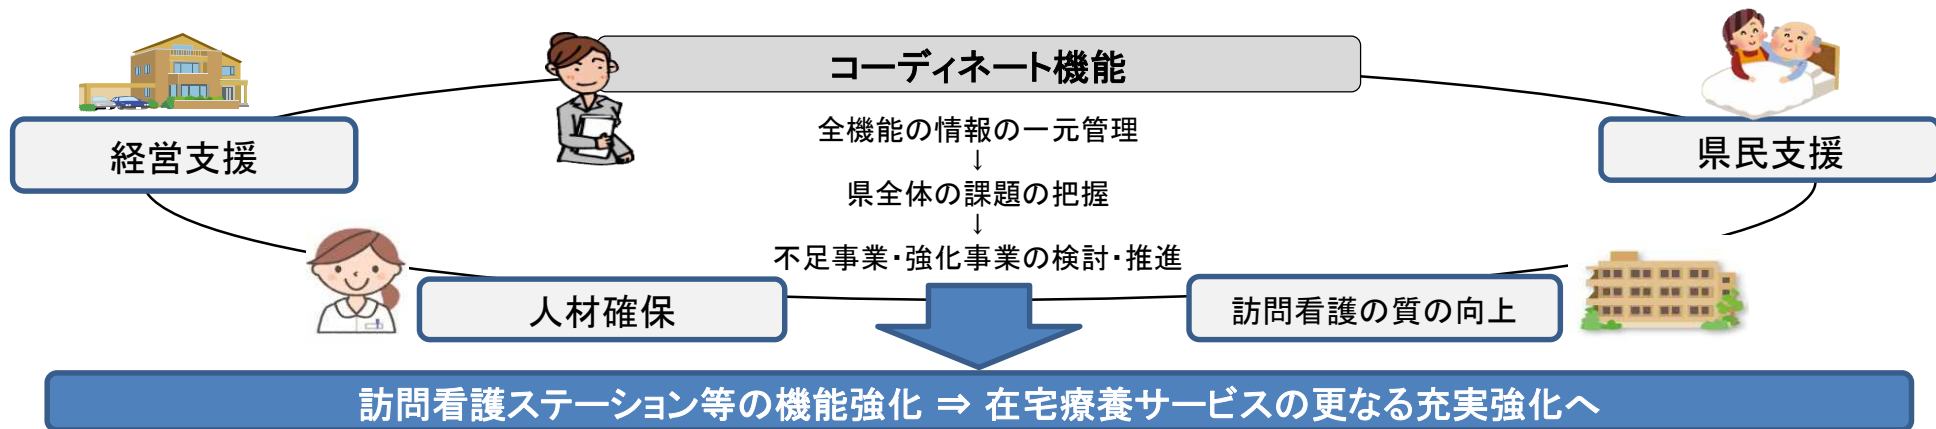 コーディネート機能
全機能の情報の一元管理
↓
県全体の課題の把握
↓
不足事業・強化事業の検討・推進
経営支援
県民支援
人材確保
訪問看護の質の向上
訪問看護ステーション等の機能強化 ⇒ 在宅療養サービスの更なる充実強化へ